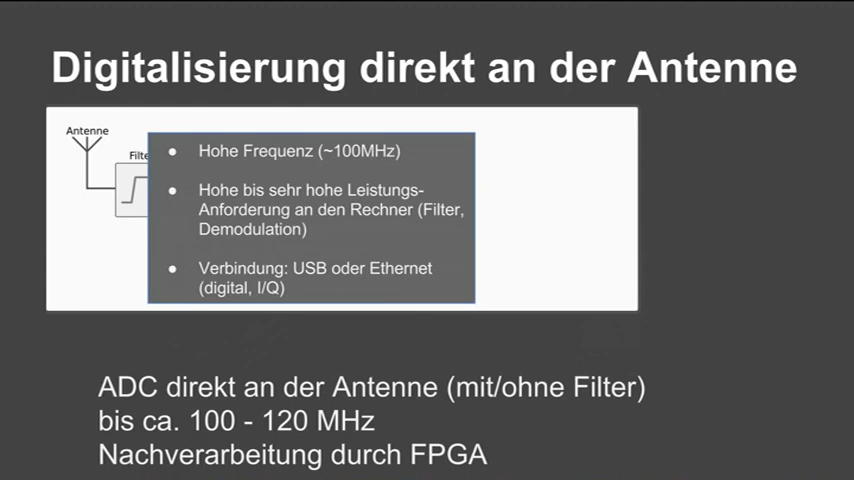 Digitalisierung direkt an der Antenne
Antenne
● Hohe Frequenz (~100MHz)
● Hohe bis sehr hohe Leistungs-
Anforderung an den Rechner (Filter,
Demodulation)
● Verbindung: USB oder Ethernet
(digital, I/Q)
ADC direkt an der Antenne (mit/ohne Filter)
bis ca. 100 - 120 MHz
Nachverarbeitung durch FPGA